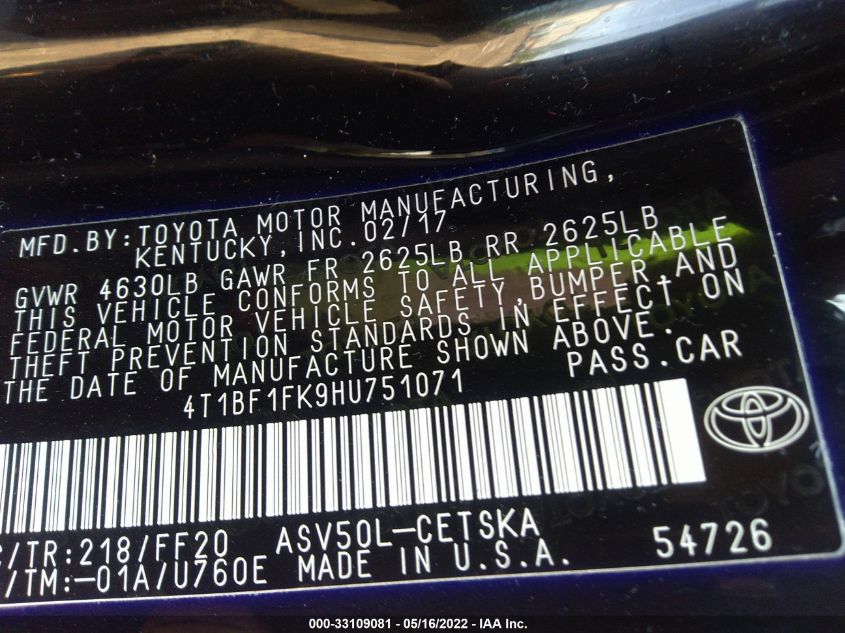 MFD.BY:TOYOTA MOTOR MANUFACTURING,
KENTUCKY,INC.02/17
GVWR 4630LB GAWR FR 2625LB RR 2625LB
THIS VEHICLE CONFORMS TO ALL APPLICABLE
FEDERAL MOTOR VEHICLE SAFETY,BUMPER,AND
THEFT PREVENTION STANDARDS IN EFFECT ON
THE DATE OF MANUFACTURE SHOWN ABOVE.
4T1BF1FK9HU751071 PASS.CAR
C/TR:218/FF20 ASV50L-CETSKA
/TM:-01A/U760E MADE IN U.S.A. 54726
000-33109081 - 05/16/2022 - IAA Inc.